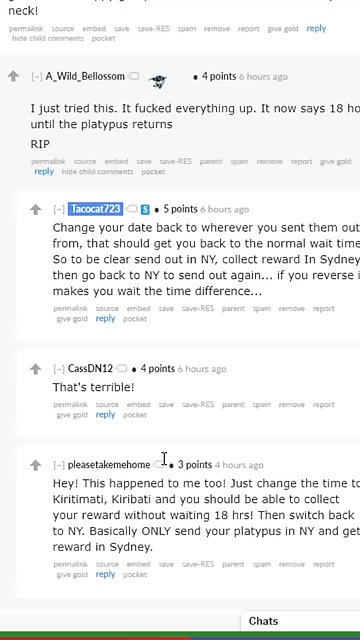 neck!
permalink source embed save save-RES spam remove report reply
hide child comments pocket
[–] A_Wild_Bellossom • 4 points 6 hours ago
I just tried this. It fucked everything up. It now says 18 ho
until the platypus returns
RIP
permalink source embed save save-RES parent spam remove report give gold
reply hide child comments pocket
[–] Tacocat723 S • 5 points 6 hours ago
Change your date back to wherever you sent them out
from, that should get you back to the normal wait time
So to be clear send out in NY, collect reward In Sydney
then go back to NY to send out again... if you reverse i
makes you wait the time difference...
permalink source embed save save-RES parent spam remove report
give gold reply pocket
[–] CassDN12 • 4 points 6 hours ago
That's terrible!
permalink source embed save save-RES parent spam remove report
give gold reply pocket
[–] pleasetakemehome • 3 points 4 hours ago
Hey! This happened to me too! Just change the time to
Kiritimati, Kiribati and you should be able to collect
your reward without waiting 18 hrs! Then switch back
to NY. Basically ONLY send your platypus in NY and get
reward in Sydney.
permalink source embed save save-RES parent spam remove report
give gold reply pocket
Chats